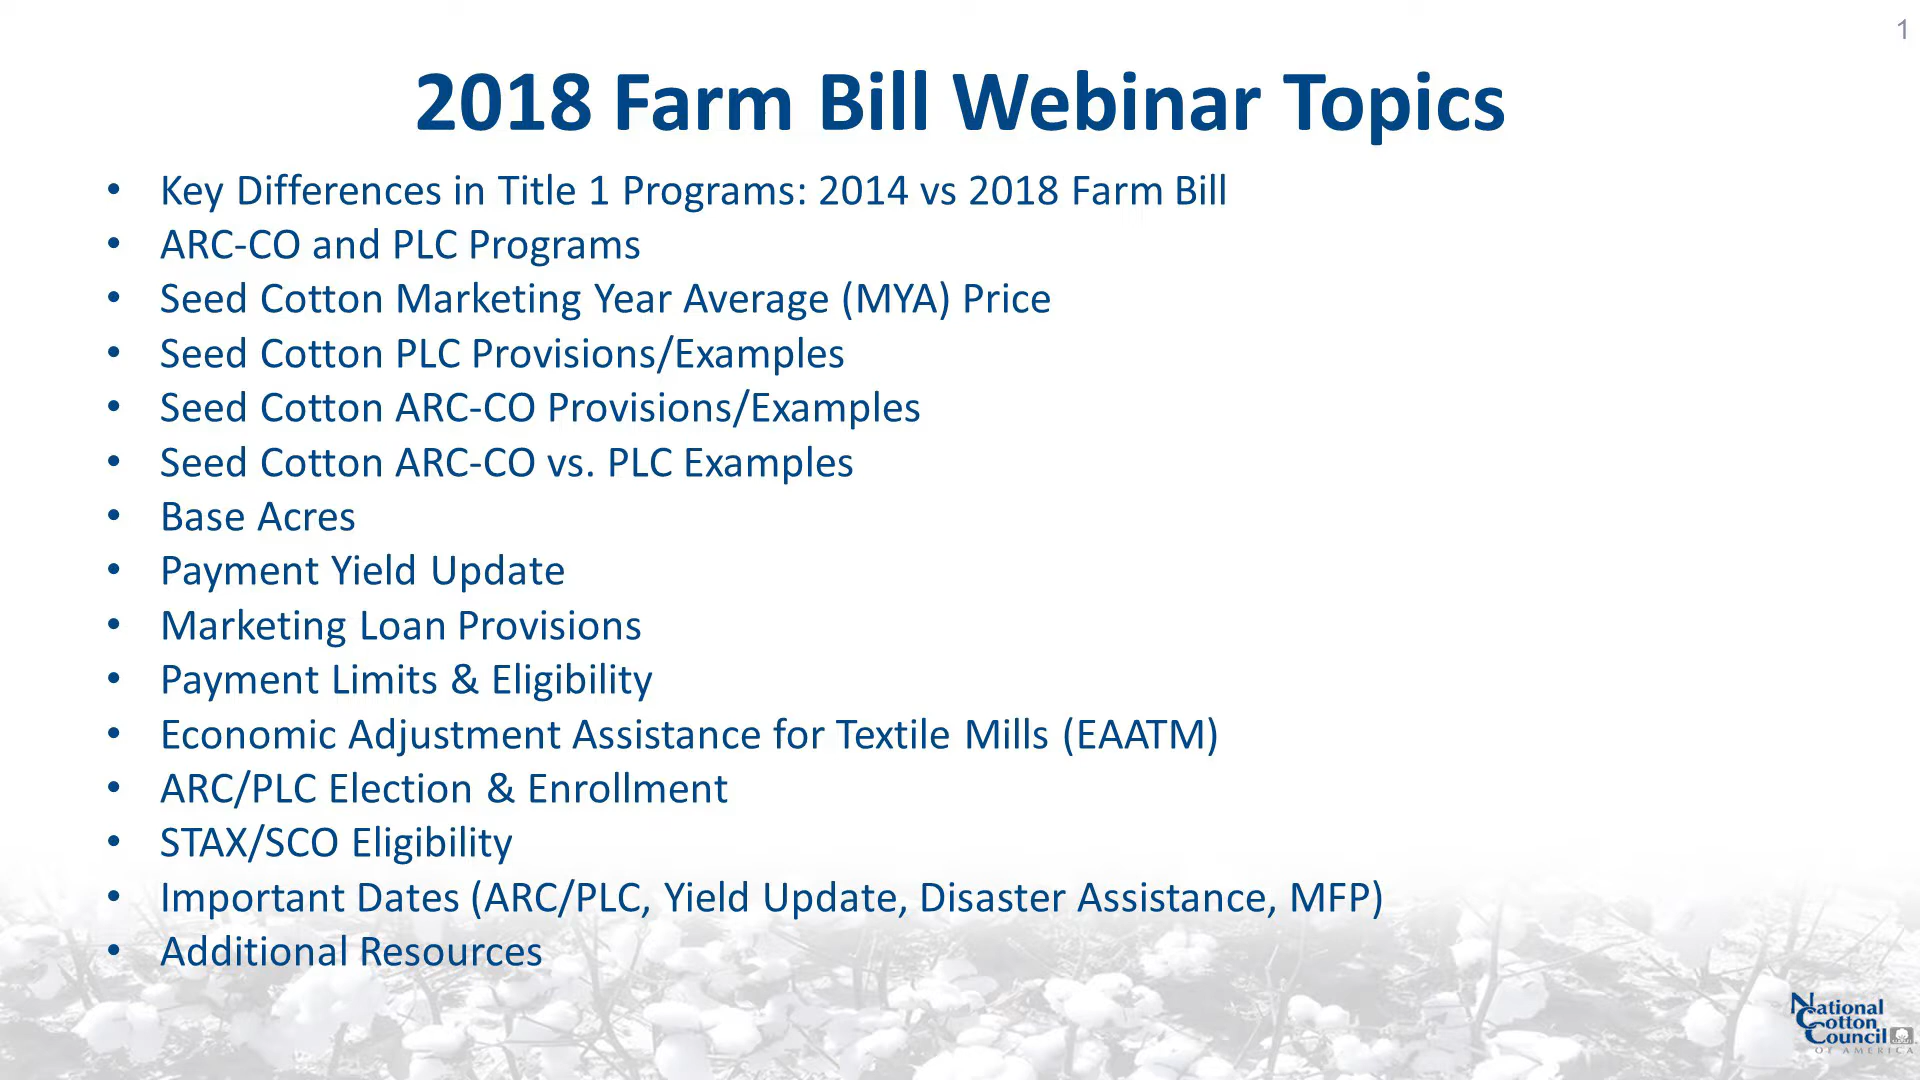 1
2018 Farm Bill Webinar Topics
• Key Differences in Title 1 Programs: 2014 vs 2018 Farm Bill
• ARC-CO and PLC Programs
• Seed Cotton Marketing Year Average (MYA) Price
• Seed Cotton PLC Provisions/Examples
• Seed Cotton ARC-CO Provisions/Examples
• Seed Cotton ARC-CO vs. PLC Examples
• Base Acres
• Payment Yield Update
• Marketing Loan Provisions
• Payment Limits & Eligibility
• Economic Adjustment Assistance for Textile Mills (EAATM)
• ARC/PLC Election & Enrollment
• STAX/SCO Eligibility
• Important Dates (ARC/PLC, Yield Update, Disaster Assistance, MFP)
• Additional Resources
National
Cotton
Council
OF AMERICA